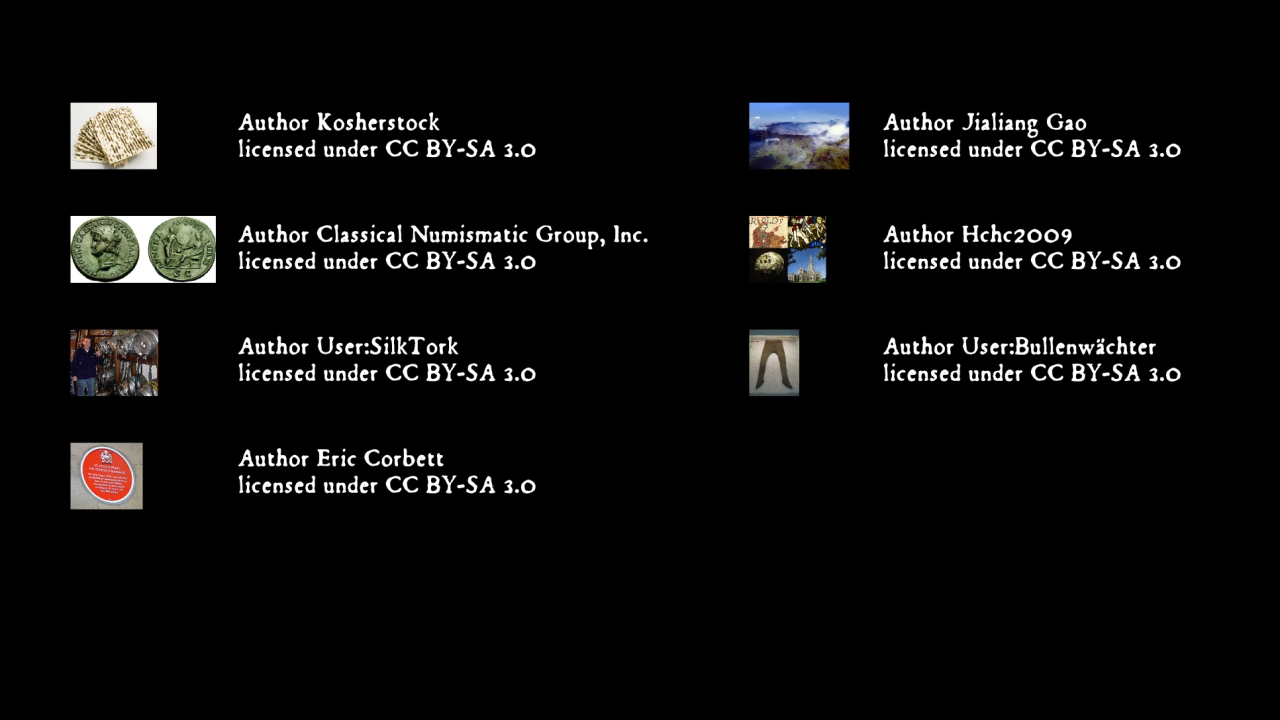 Author Kosherstock
licensed under CC BY-SA 3.0
Author Classical Numismatic Group, Inc.
licensed under CC BY-SA 3.0
Author User:SilkTork
licensed under CC BY-SA 3.0
Author Eric Corbett
licensed under CC BY-SA 3.0
Author Jialiang Gao
licensed under CC BY-SA 3.0
Author Hchc2009
licensed under CC BY-SA 3.0
Author User:Bullenwächter
licensed under CC BY-SA 3.0